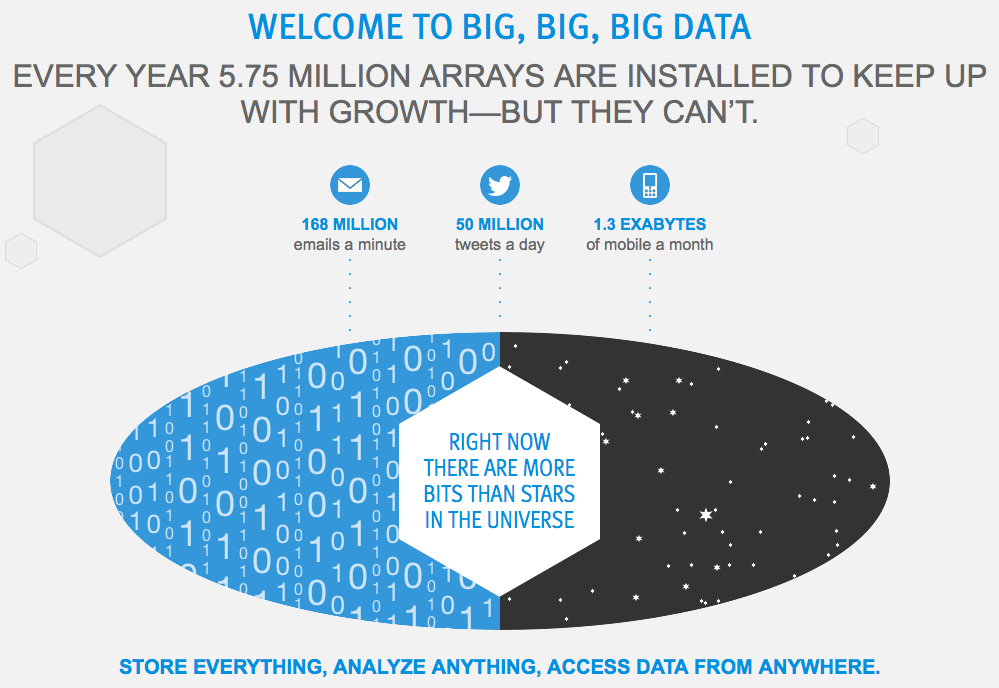 WELCOME TO BIG, BIG, BIG DATA
EVERY YEAR 5.75 MILLION ARRAYS ARE INSTALLED TO KEEP UP
WITH GROWTH—BUT THEY CAN'T.
168 MILLION
emails a minute
50 MILLION
tweets a day
1.3 EXABYTES
of mobile a month
RIGHT NOW
THERE ARE MORE
BITS THAN STARS
IN THE UNIVERSE
STORE EVERYTHING, ANALYZE ANYTHING, ACCESS DATA FROM ANYWHERE.